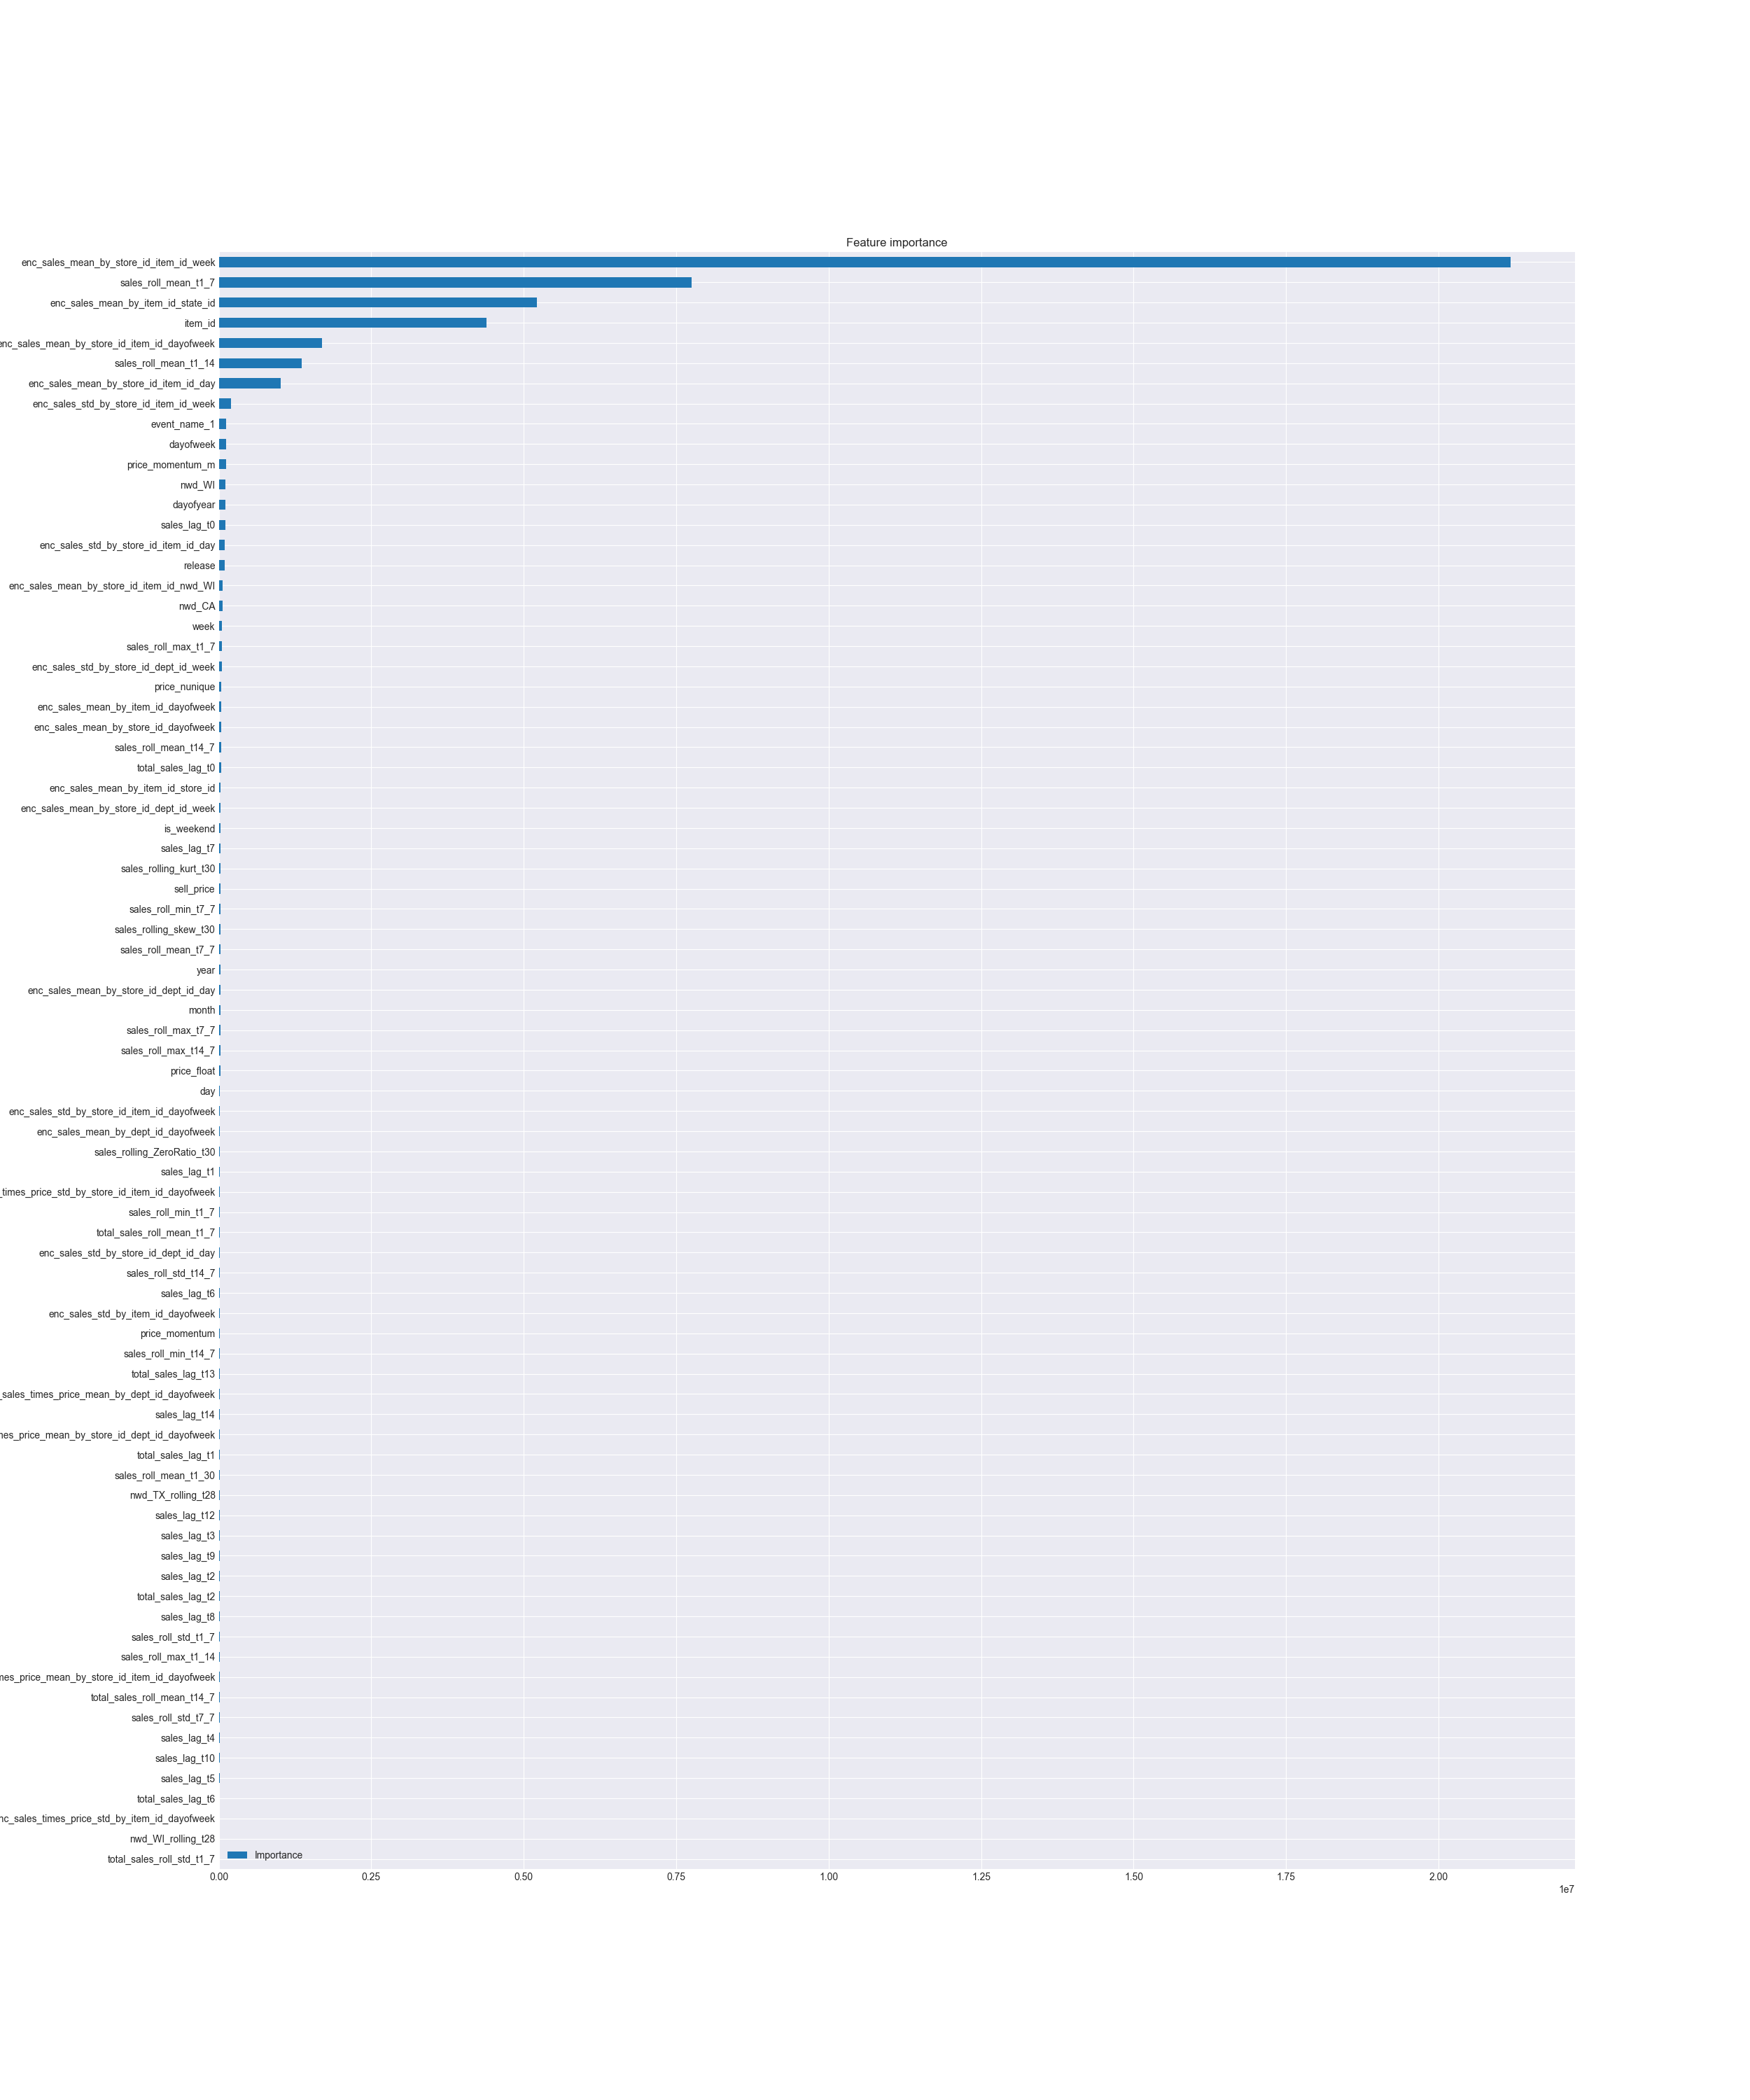 Feature importance
enc_sales_mean_by_store_id_item_id_week
sales_roll_mean_t1_7
enc_sales_mean_by_item_id_state_id
item_id
enc_sales_mean_by_store_id_item_id_dayofweek
sales_roll_mean_t1_14
enc_sales_mean_by_store_id_item_id_day
enc_sales_std_by_store_id_item_id_week
event_name_1
dayofweek
price_momentum_m
nwd_WI
dayofyear
sales_lag_t0
enc_sales_std_by_store_id_item_id_day
release
enc_sales_mean_by_store_id_item_id_nwd_WI
nwd_CA
week
sales_roll_max_t1_7
enc_sales_std_by_store_id_dept_id_week
price_nunique
enc_sales_mean_by_item_id_dayofweek
enc_sales_mean_by_store_id_dayofweek
sales_roll_mean_t14_7
total_sales_lag_t0
enc_sales_mean_by_item_id_store_id
enc_sales_mean_by_store_id_dept_id_week
is_weekend
sales_lag_t7
sales_rolling_kurt_t30
sell_price
sales_roll_min_t7_7
sales_rolling_skew_t30
sales_roll_mean_t7_7
year
enc_sales_mean_by_store_id_dept_id_day
month
sales_roll_max_t7_7
sales_roll_max_t14_7
price_float
day
enc_sales_std_by_store_id_item_id_dayofweek
enc_sales_mean_by_dept_id_dayofweek
sales_rolling_ZeroRatio_t30
sales_lag_t1
_times_price_std_by_store_id_item_id_dayofweek
sales_roll_min_t1_7
total_sales_roll_mean_t1_7
enc_sales_std_by_store_id_dept_id_day
sales_roll_std_t14_7
sales_lag_t6
enc_sales_std_by_item_id_dayofweek
price_momentum
sales_roll_min_t14_7
total_sales_lag_t13
_sales_times_price_mean_by_dept_id_dayofweek
sales_lag_t14
nes_price_mean_by_store_id_dept_id_dayofweek
total_sales_lag_t1
sales_roll_mean_t1_30
nwd_TX_rolling_t28
sales_lag_t12
sales_lag_t3
sales_lag_t9
sales_lag_t2
total_sales_lag_t2
sales_lag_t8
sales_roll_std_t1_7
sales_roll_max_t1_14
mes_price_mean_by_store_id_item_id_dayofweek
total_sales_roll_mean_t14_7
sales_roll_std_t7_7
sales_lag_t4
sales_lag_t10
sales_lag_t5
total_sales_lag_t6
nc_sales_times_price_std_by_item_id_dayofweek
nwd_WI_rolling_t28
total_sales_roll_std_t1_7
Importance
0.00 0.25 0.50 0.75 1.00 1.25 1.50 1.75 2.00
1e7